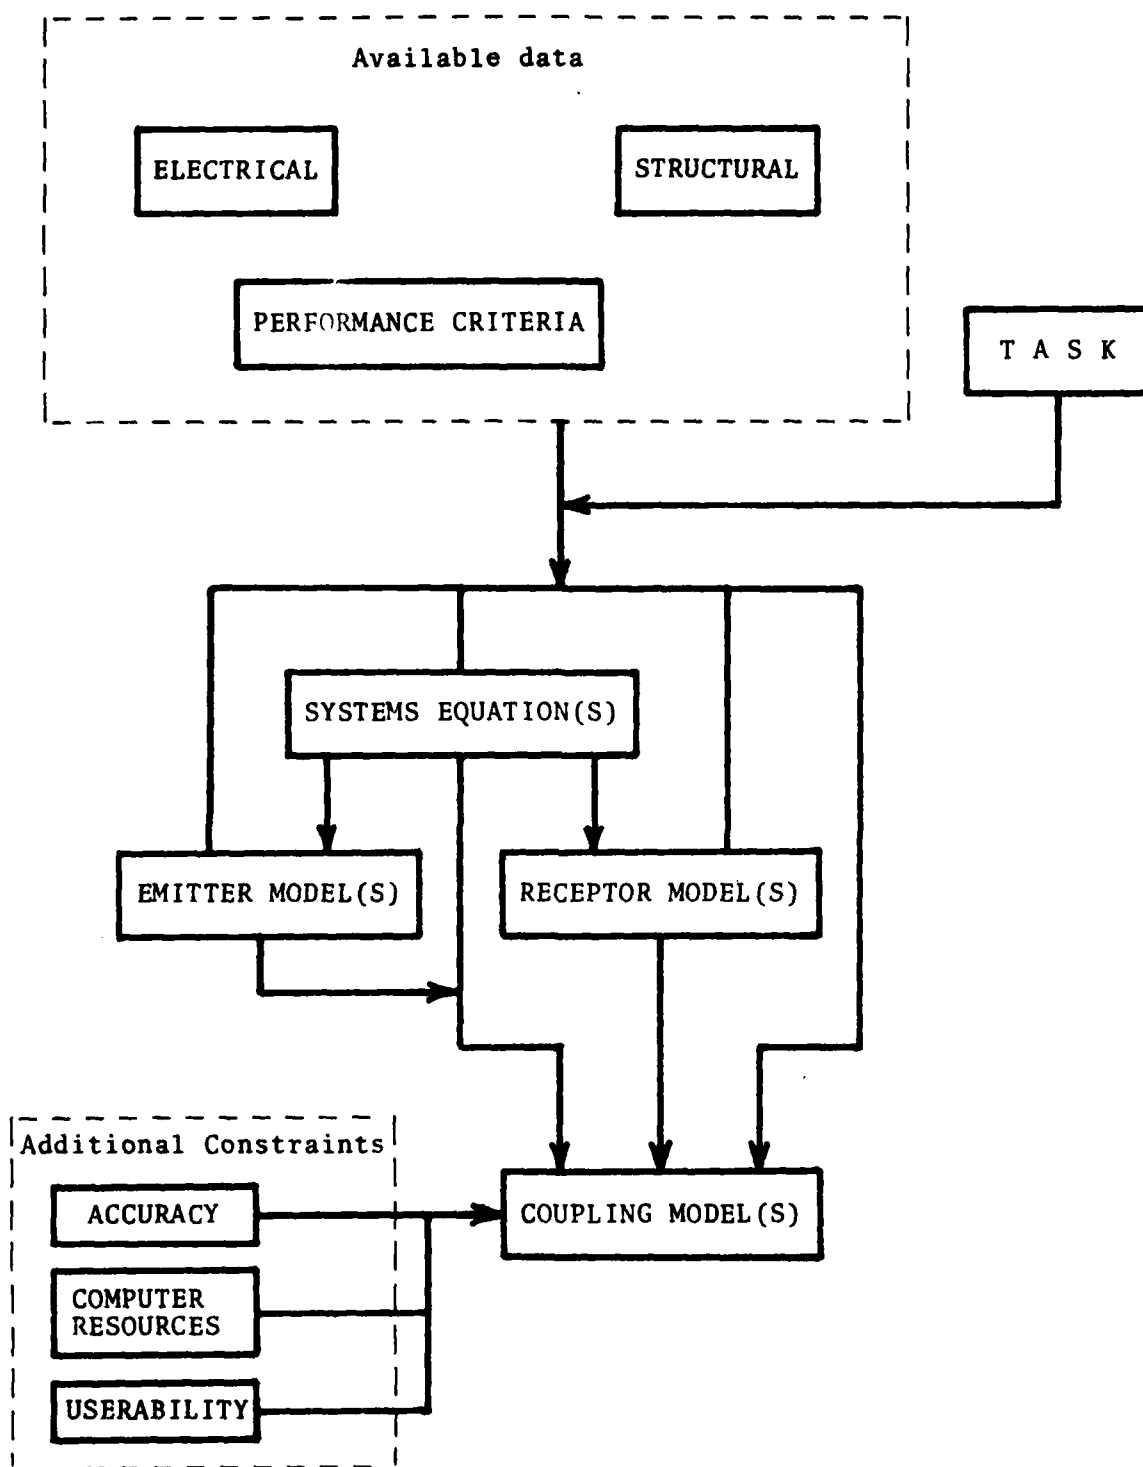 Available data
ELECTRICAL
STRUCTURAL
PERFORMANCE CRITERIA
T A S K
SYSTEMS EQUATION(S)
EMITTER MODEL(S)
RECEPTOR MODEL(S)
Additional Constraints
ACCURACY
COUPLING MODEL(S)
COMPUTER
RESOURCES
USERABILITY